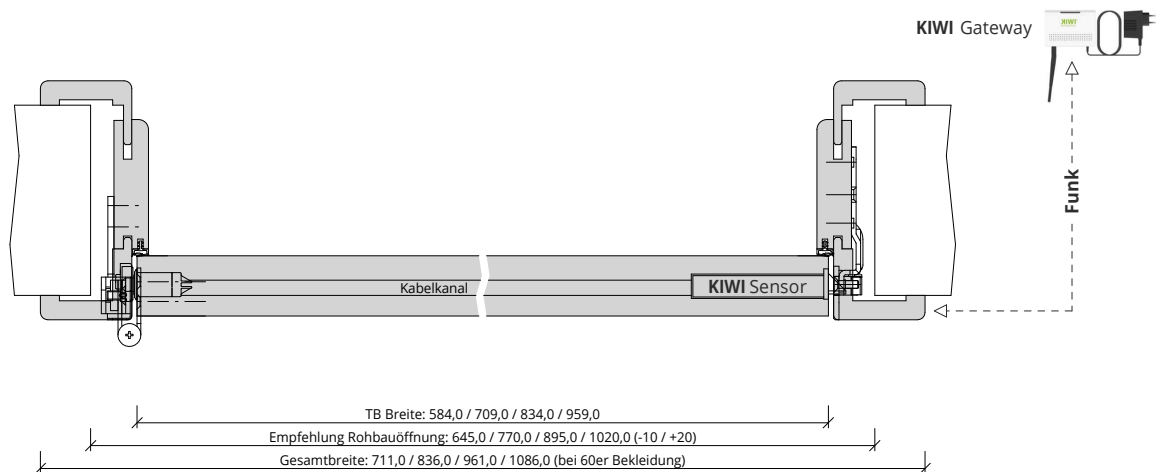 KIWI Gateway
KIWI
Funk
Kabelkanal
KIWI Sensor
TB Breite: 584,0 / 709,0 / 834,0 / 959,0
Empfehlung Rohbauöffnung: 645,0 / 770,0 / 895,0 / 1020,0 (-10 / +20)
Gesamtbreite: 711,0 / 836,0 / 961,0 / 1086,0 (bei 60er Bekleidung)